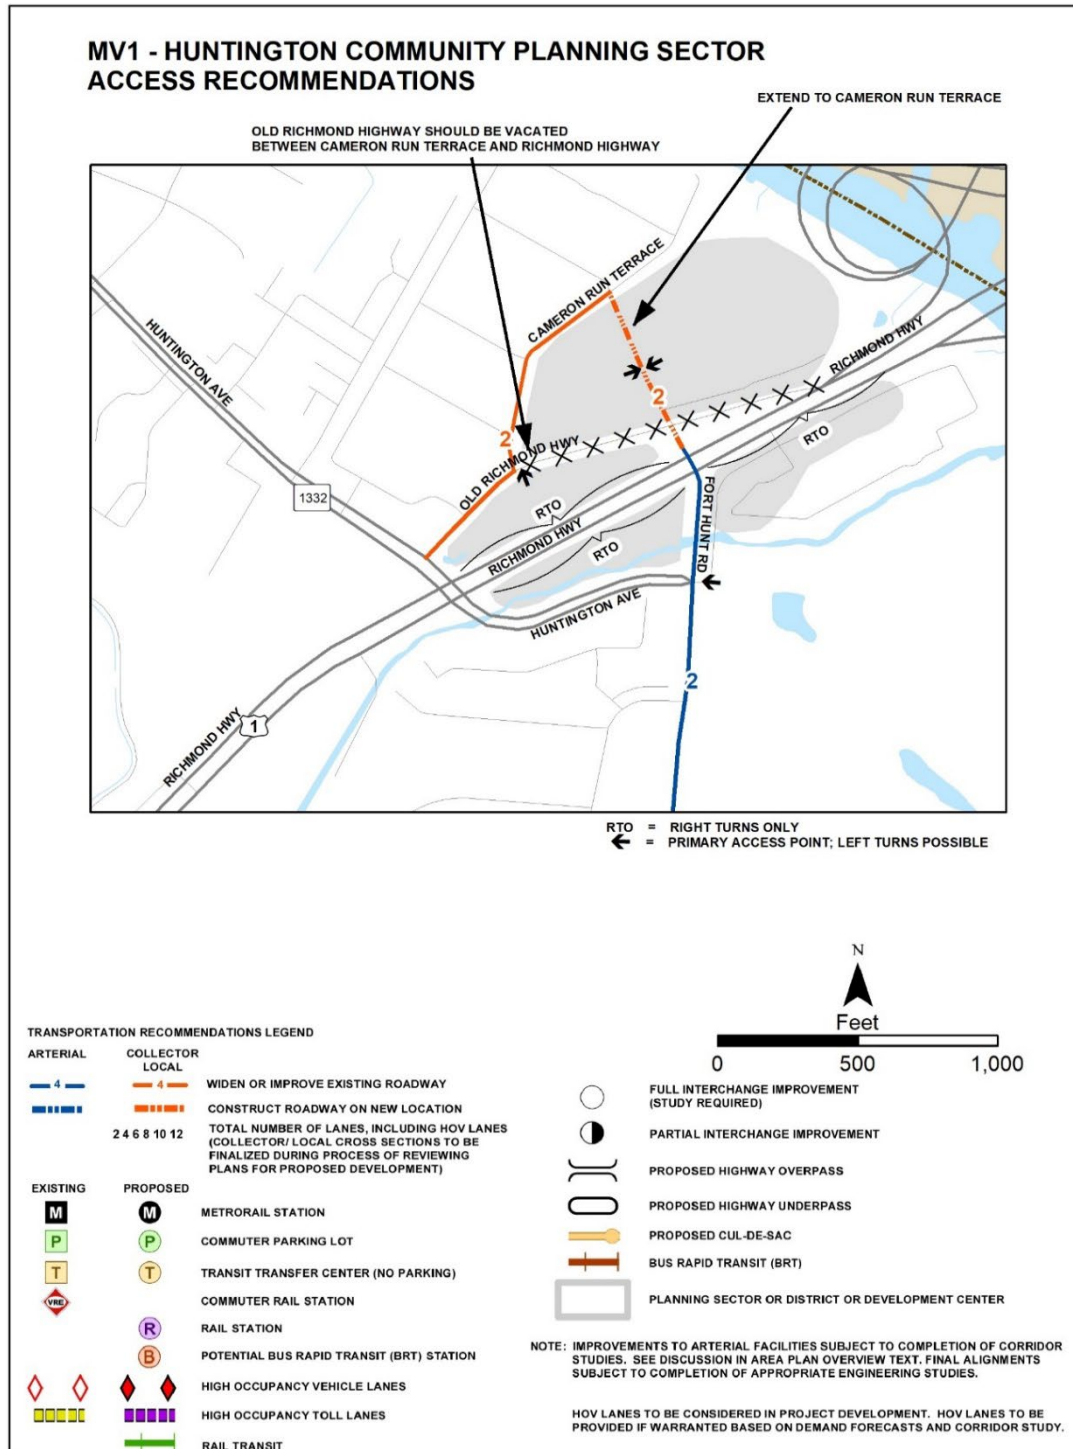 MV1 - HUNTINGTON COMMUNITY PLANNING SECTOR
ACCESS RECOMMENDATIONS
EXTEND TO CAMERON RUN TERRACE
OLD RICHMOND HIGHWAY SHOULD BE VACATED
BETWEEN CAMERON RUN TERRACE AND RICHMOND HIGHWAY
CAMERON RUN TERRACE
HUNTINGTON AVE
RICHMOND HWY
2
2
RTO
OLD RICHMOND HWY
1332
RTO
FORT HUNT RD
RICHMOND HWY
RTO
HUNTINGTON AVE
2
RICHMOND HWY
1
RTO = RIGHT TURNS ONLY
= PRIMARY ACCESS POINT; LEFT TURNS POSSIBLE
N
Feet
0 500 1,000
TRANSPORTATION RECOMMENDATIONS LEGEND
ARTERIAL
COLLECTOR
LOCAL
4 4 WIDEN OR IMPROVE EXISTING ROADWAY
CONSTRUCT ROADWAY ON NEW LOCATION
2 4 6 8 10 12 TOTAL NUMBER OF LANES, INCLUDING HOV LANES
(COLLECTOR/ LOCAL CROSS SECTIONS TO BE
FINALIZED DURING PROCESS OF REVIEWING
PLANS FOR PROPOSED DEVELOPMENT)
EXISTING PROPOSED
M M METRORAIL STATION
P P COMMUTER PARKING LOT
T T TRANSIT TRANSFER CENTER (NO PARKING)
VRE COMMUTER RAIL STATION
R RAIL STATION
B POTENTIAL BUS RAPID TRANSIT (BRT) STATION
HIGH OCCUPANCY VEHICLE LANES
HIGH OCCUPANCY TOLL LANES
RAIL TRANSIT
FULL INTERCHANGE IMPROVEMENT
(STUDY REQUIRED)
PARTIAL INTERCHANGE IMPROVEMENT
PROPOSED HIGHWAY OVERPASS
PROPOSED HIGHWAY UNDERPASS
PROPOSED CUL-DE-SAC
BUS RAPID TRANSIT (BRT)
PLANNING SECTOR OR DISTRICT OR DEVELOPMENT CENTER
NOTE: IMPROVEMENTS TO ARTERIAL FACILITIES SUBJECT TO COMPLETION OF CORRIDOR
STUDIES. SEE DISCUSSION IN AREA PLAN OVERVIEW TEXT. FINAL ALIGNMENTS
SUBJECT TO COMPLETION OF APPROPRIATE ENGINEERING STUDIES.
HOV LANES TO BE CONSIDERED IN PROJECT DEVELOPMENT. HOV LANES TO BE
PROVIDED IF WARRANTED BASED ON DEMAND FORECASTS AND CORRIDOR STUDY.